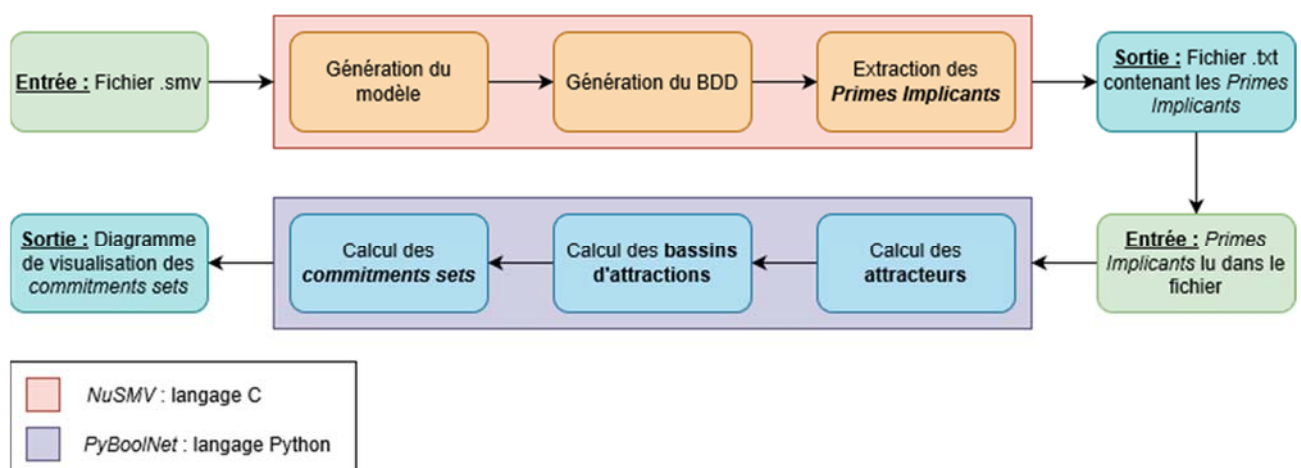 Entrée : Fichier .smv
Génération du
modèle
Génération du BDD
Extraction des
Primes Implicants
Sortie : Fichier .txt
contenant les Primes
Implicants
Sortie : Diagramme
de visualisation des
commitments sets
Calcul des
commitments sets
Calcul des bassins
d'attractions
Calcul des
attracteurs
Entrée : Primes
Implicants lu dans le
fichier
NuSMV : langage C
PyBoolNet : langage Python